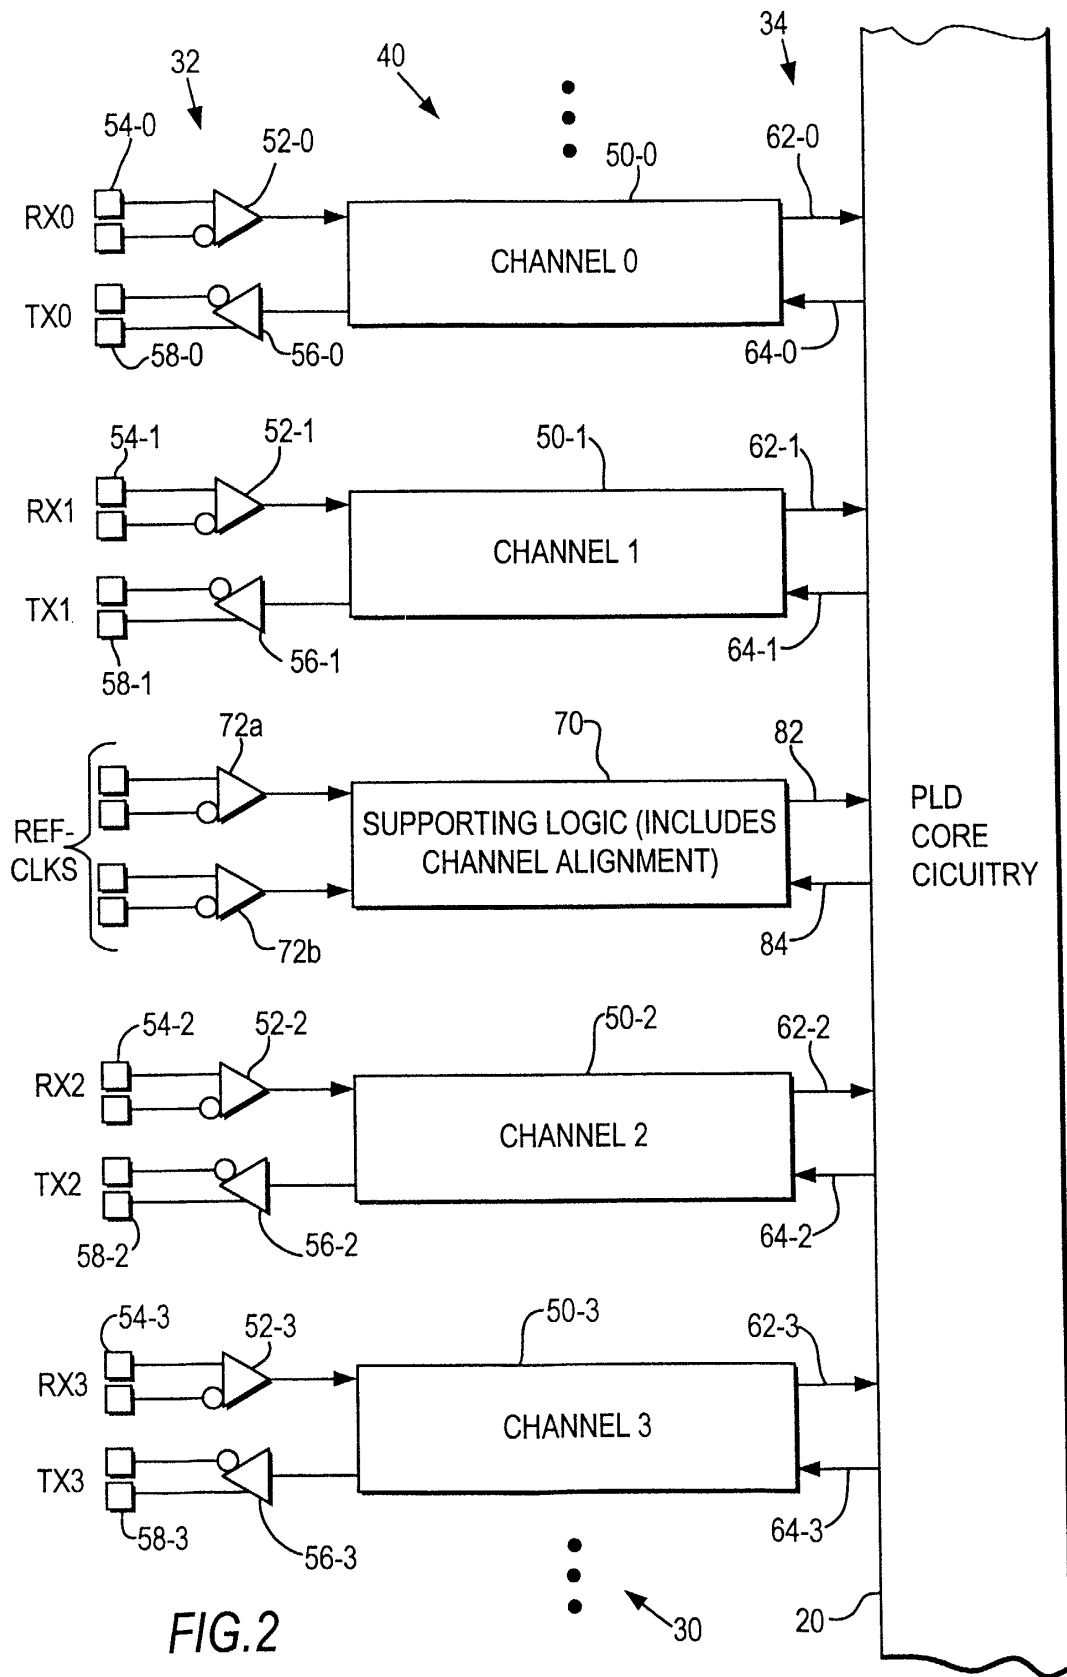 34
32
40
54-0
52-0
62-0
50-0
RX0
CHANNEL 0
TX0
58-0
56-0
64-0
54-1
52-1
50-1
62-1
RX1
CHANNEL 1
TX1
58-1
56-1
64-1
72a
70
82
REF-
CLKS
SUPPORTING LOGIC (INCLUDES
CHANNEL ALIGNMENT)
PLD
CORE
CICUITRY
72b
84
54-2
52-2
50-2
62-2
RX2
CHANNEL 2
TX2
58-2
56-2
64-2
54-3
52-3
50-3
62-3
RX3
CHANNEL 3
TX3
58-3
56-3
64-3
20
30
FIG.2